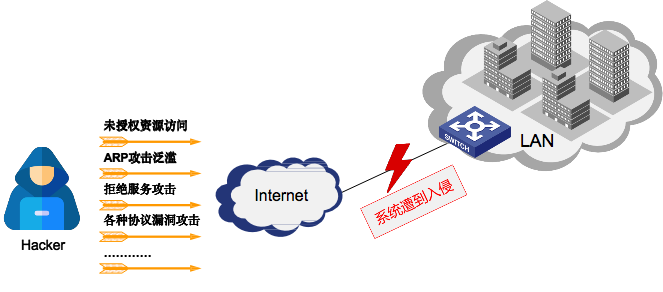 未授权资源访问
ARP攻击泛滥
拒绝服务攻击
各种协议漏洞攻击
............
Hacker
Internet
系统遭到入侵
SWITCH
LAN